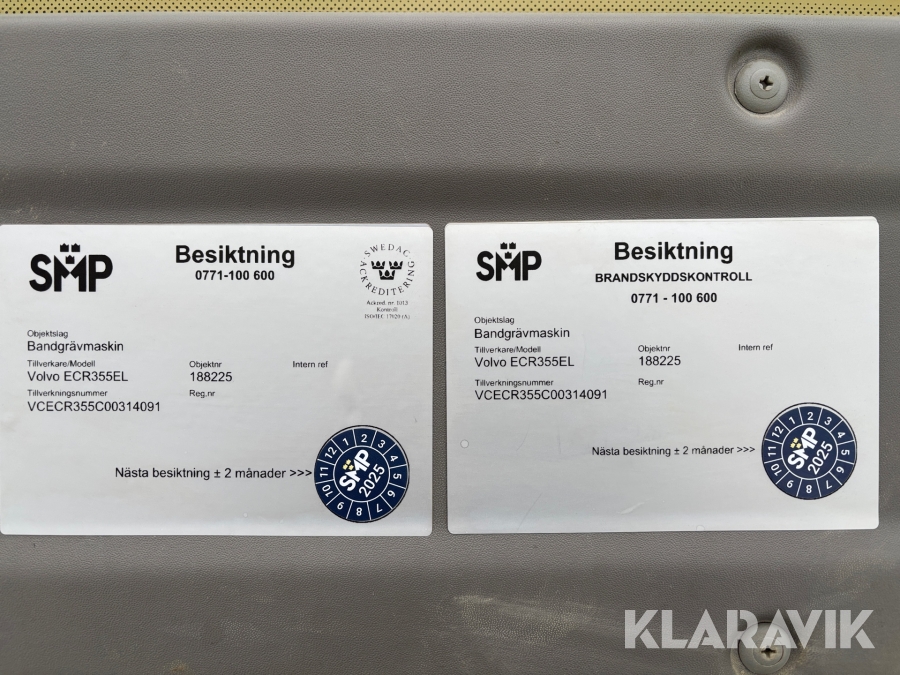 SMP
Besiktning
0771-100 600
SWEDAC ACKREDITERING
Ackred. nr. 1013
Kontroll
ISO/IEC 17020 (A)
Objektslag
Bandgrävmaskin
Tillverkare/Modell
Objektnr
Intern ref
Volvo ECR355EL
188225
Tillverkningsnummer
Reg.nr
VCECR355C00314091
Nästa besiktning ± 2 månader >>>
1 2 3 4 5 6 7 8 9 10 11 12
SMP
2025
SMP
Besiktning
BRANDSKYDDSKONTROLL
0771 - 100 600
Objektslag
Bandgrävmaskin
Tillverkare/Modell
Objektnr
Intern ref
Volvo ECR355EL
188225
Tillverkningsnummer
Reg.nr
VCECR355C00314091
Nästa besiktning ± 2 månader >>>
1 2 3 4 5 6 7 8 9 10 11 12
SMP
2025
KLARAVIK